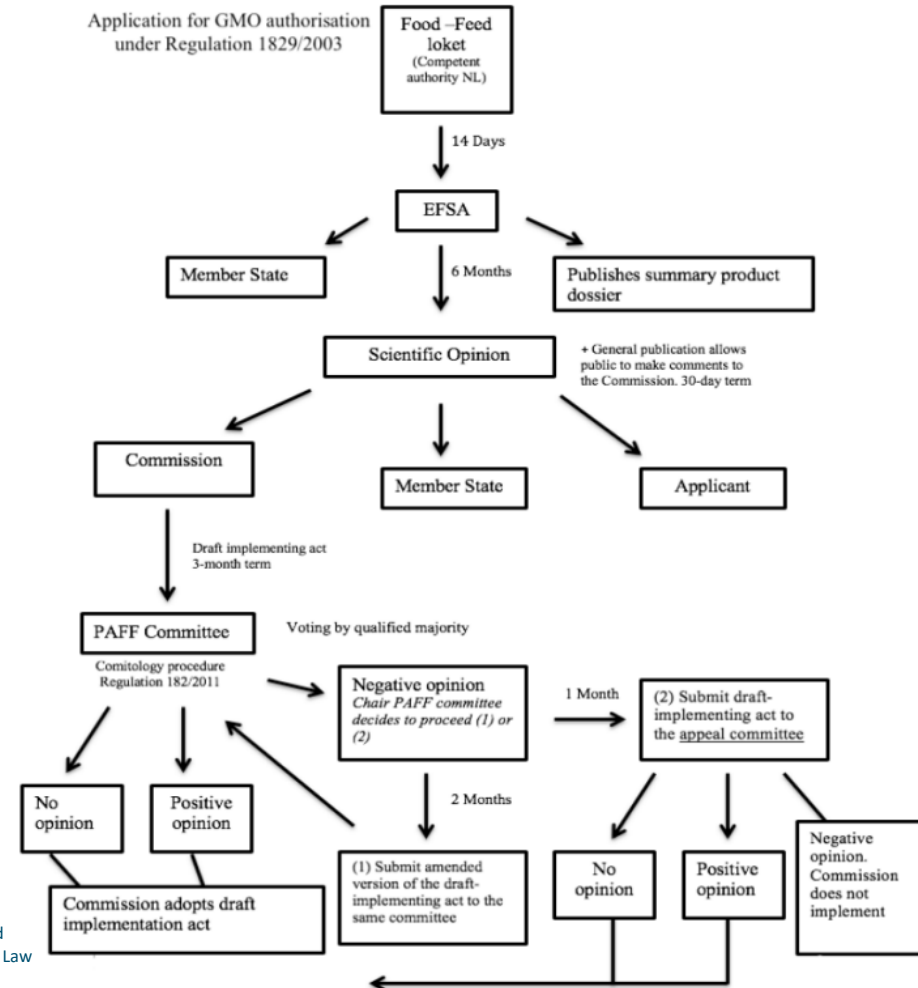 Application for GMO authorisation
under Regulation 1829/2003
Food –Feed
loket
(Competent
authority NL)
14 Days
EFSA
Member State
6 Months
Publishes summary product
dossier
Scientific Opinion
+ General publication allows
public to make comments to
the Commission. 30-day term
Commission
Member State
Applicant
Draft implementing act
3-month term
PAFF Committee
Voting by qualified majority
Comitology procedure
Regulation 182/2011
Negative opinion
Chair PAFF committee
decides to proceed (1) or
(2)
1 Month
(2) Submit draft-
implementing act to
the appeal committee
No
opinion
Positive
opinion
2 Months
Commission adopts draft
implementation act
(1) Submit amended
version of the draft-
implementing act to the
same committee
No
opinion
Positive
opinion
Negative
opinion.
Commission
does not
implement
d
Law